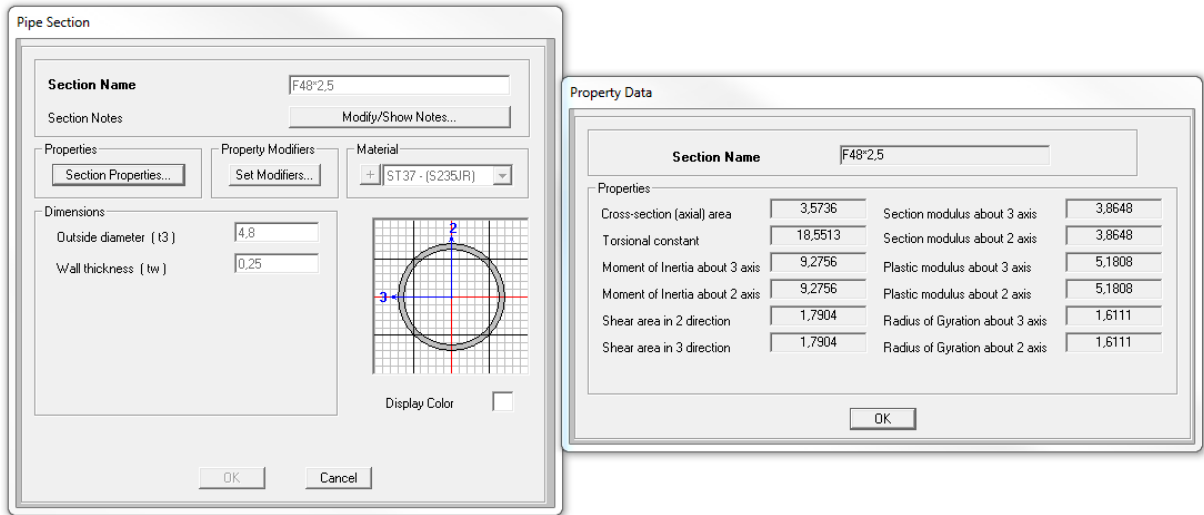 Pipe Section
Section Name F48*2,5
Section Notes Modify/Show Notes...
Properties Property Modifiers Material
Section Properties... Set Modifiers... + ST37 - (S235JR)
Dimensions
Outside diameter ( t3 ) 4,8
Wall thickness ( tw ) 0,25
2
3
Display Color
OK Cancel
Property Data
Section Name F48*2,5
Properties
Cross-section (axial) area 3,5736 Section modulus about 3 axis 3,8648
Torsional constant 18,5513 Section modulus about 2 axis 3,8648
Moment of Inertia about 3 axis 9,2756 Plastic modulus about 3 axis 5,1808
Moment of Inertia about 2 axis 9,2756 Plastic modulus about 2 axis 5,1808
Shear area in 2 direction 1,7904 Radius of Gyration about 3 axis 1,6111
Shear area in 3 direction 1,7904 Radius of Gyration about 2 axis 1,6111
OK